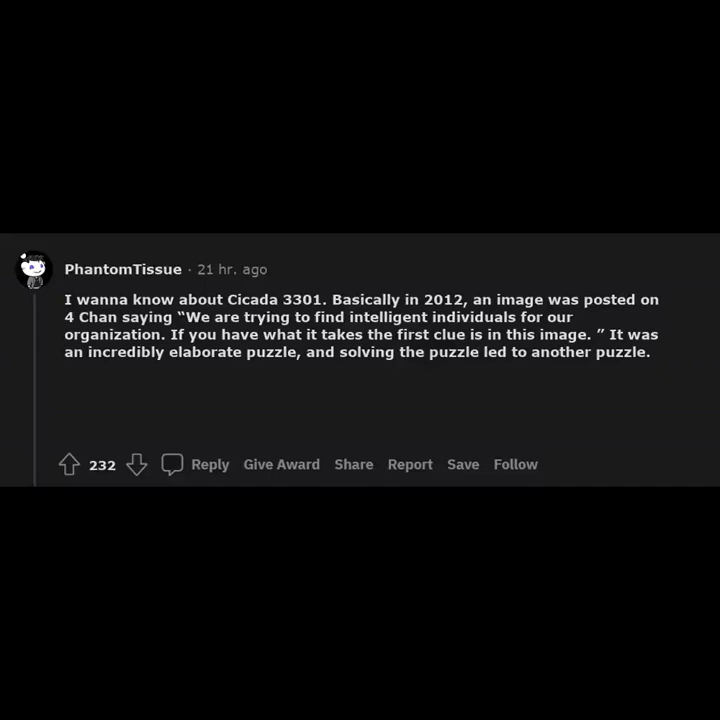 PhantomTissue · 21 hr. ago
I wanna know about Cicada 3301. Basically in 2012, an image was posted on
4 Chan saying “We are trying to find intelligent individuals for our
organization. If you have what it takes the first clue is in this image. ” It was
an incredibly elaborate puzzle, and solving the puzzle led to another puzzle.
232 Reply Give Award Share Report Save Follow